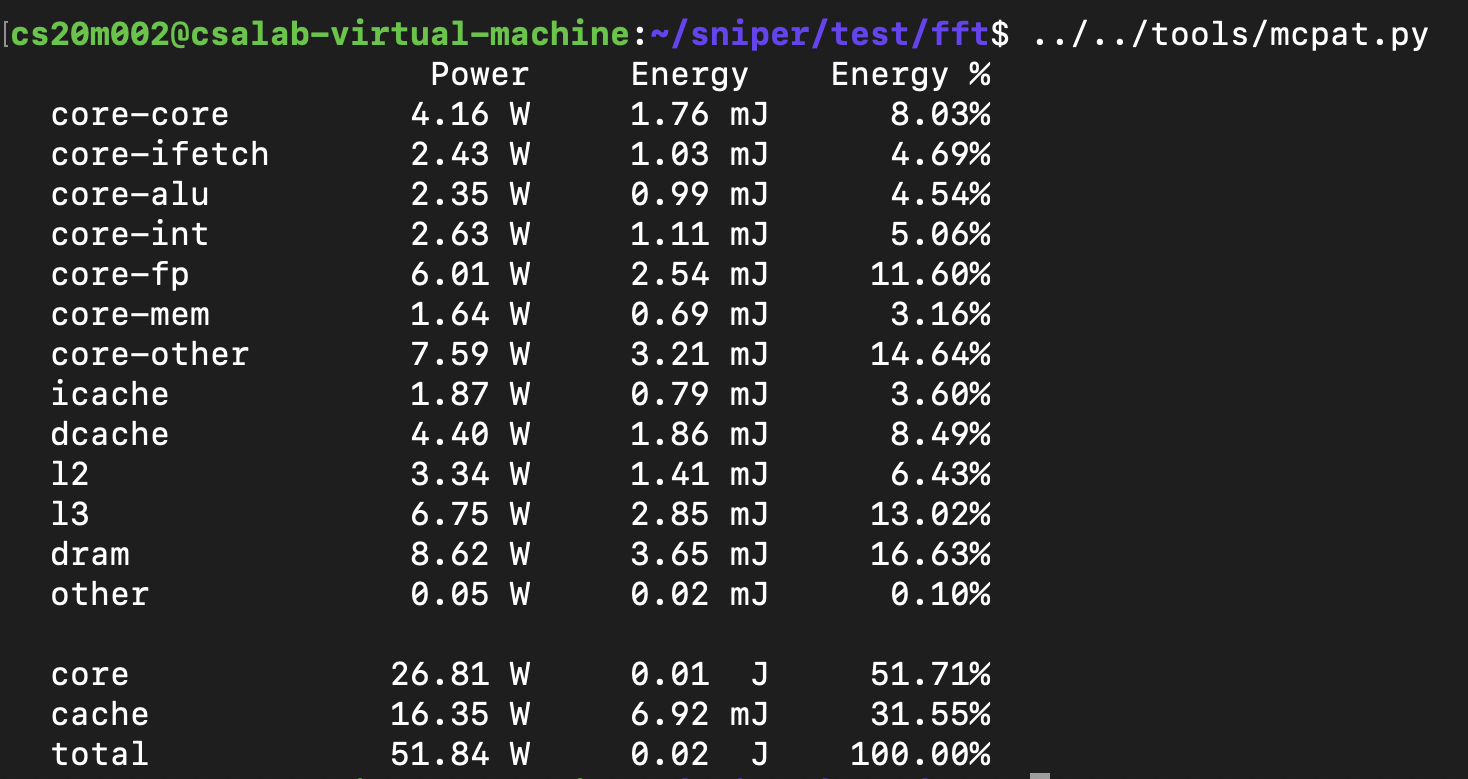 [cs20m002@csalab-virtual-machine:~/sniper/test/fft$ ../../tools/mcpat.py
Power Energy Energy %
core-core 4.16 W 1.76 mJ 8.03%
core-ifetch 2.43 W 1.03 mJ 4.69%
core-alu 2.35 W 0.99 mJ 4.54%
core-int 2.63 W 1.11 mJ 5.06%
core-fp 6.01 W 2.54 mJ 11.60%
core-mem 1.64 W 0.69 mJ 3.16%
core-other 7.59 W 3.21 mJ 14.64%
icache 1.87 W 0.79 mJ 3.60%
dcache 4.40 W 1.86 mJ 8.49%
l2 3.34 W 1.41 mJ 6.43%
l3 6.75 W 2.85 mJ 13.02%
dram 8.62 W 3.65 mJ 16.63%
other 0.05 W 0.02 mJ 0.10%
core 26.81 W 0.01 J 51.71%
cache 16.35 W 6.92 mJ 31.55%
total 51.84 W 0.02 J 100.00%